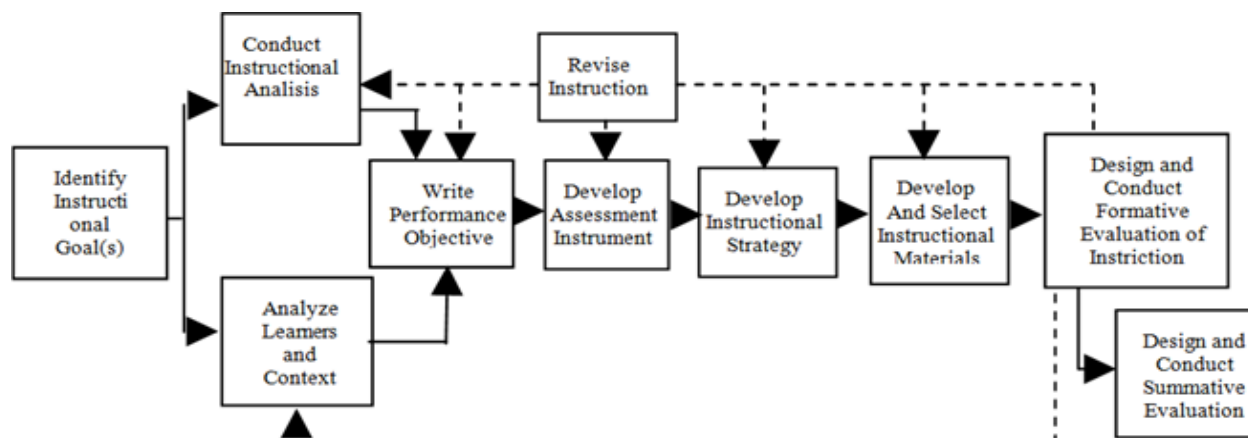 Conduct
Instructional
Analisis
Revise
Instruction
Identify
Instructi
onal
Goal(s)
Write
Performance
Objective
Develop
Assessment
Instrument
Develop
Instructional
Strategy
Develop
And Select
Instructional
Materials
Design and
Conduct
Formative
Evaluation of
Instriction
Analyze
Learners
and
Context
Design and
Conduct
Summative
Evaluation